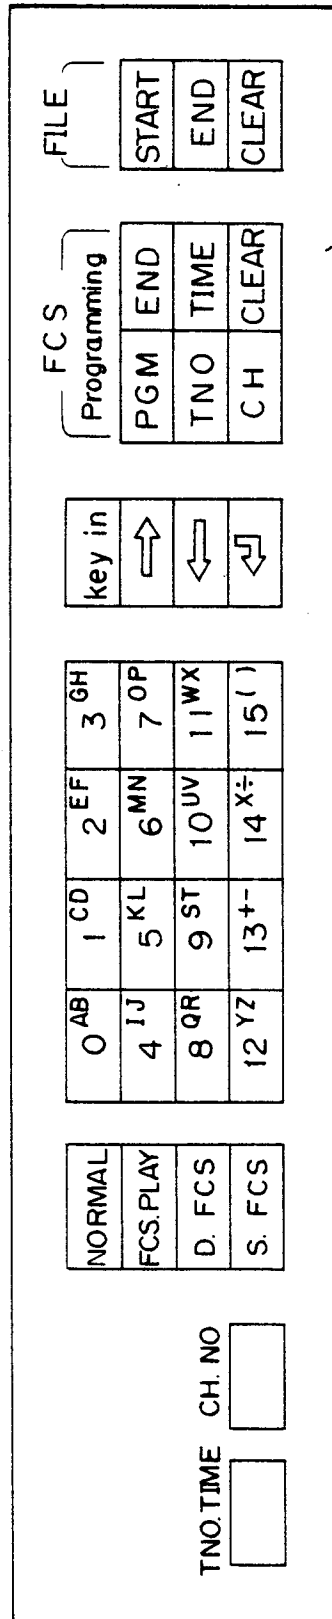 TNO.TIME CH. NO
NORMAL
FCS.PLAY
D. FCS
S. FCS
0 AB 1 CD 2 EF 3 GH
4 IJ 5 KL 6 MN 7 OP
8 QR 9 ST 10 UV 11 WX
12 YZ 13 +- 14 X÷ 15 ( )
key in
⇨
⇦
↵
FCS
Programming
PGM END
TNO TIME
CH CLEAR
FILE
START
END
CLEAR